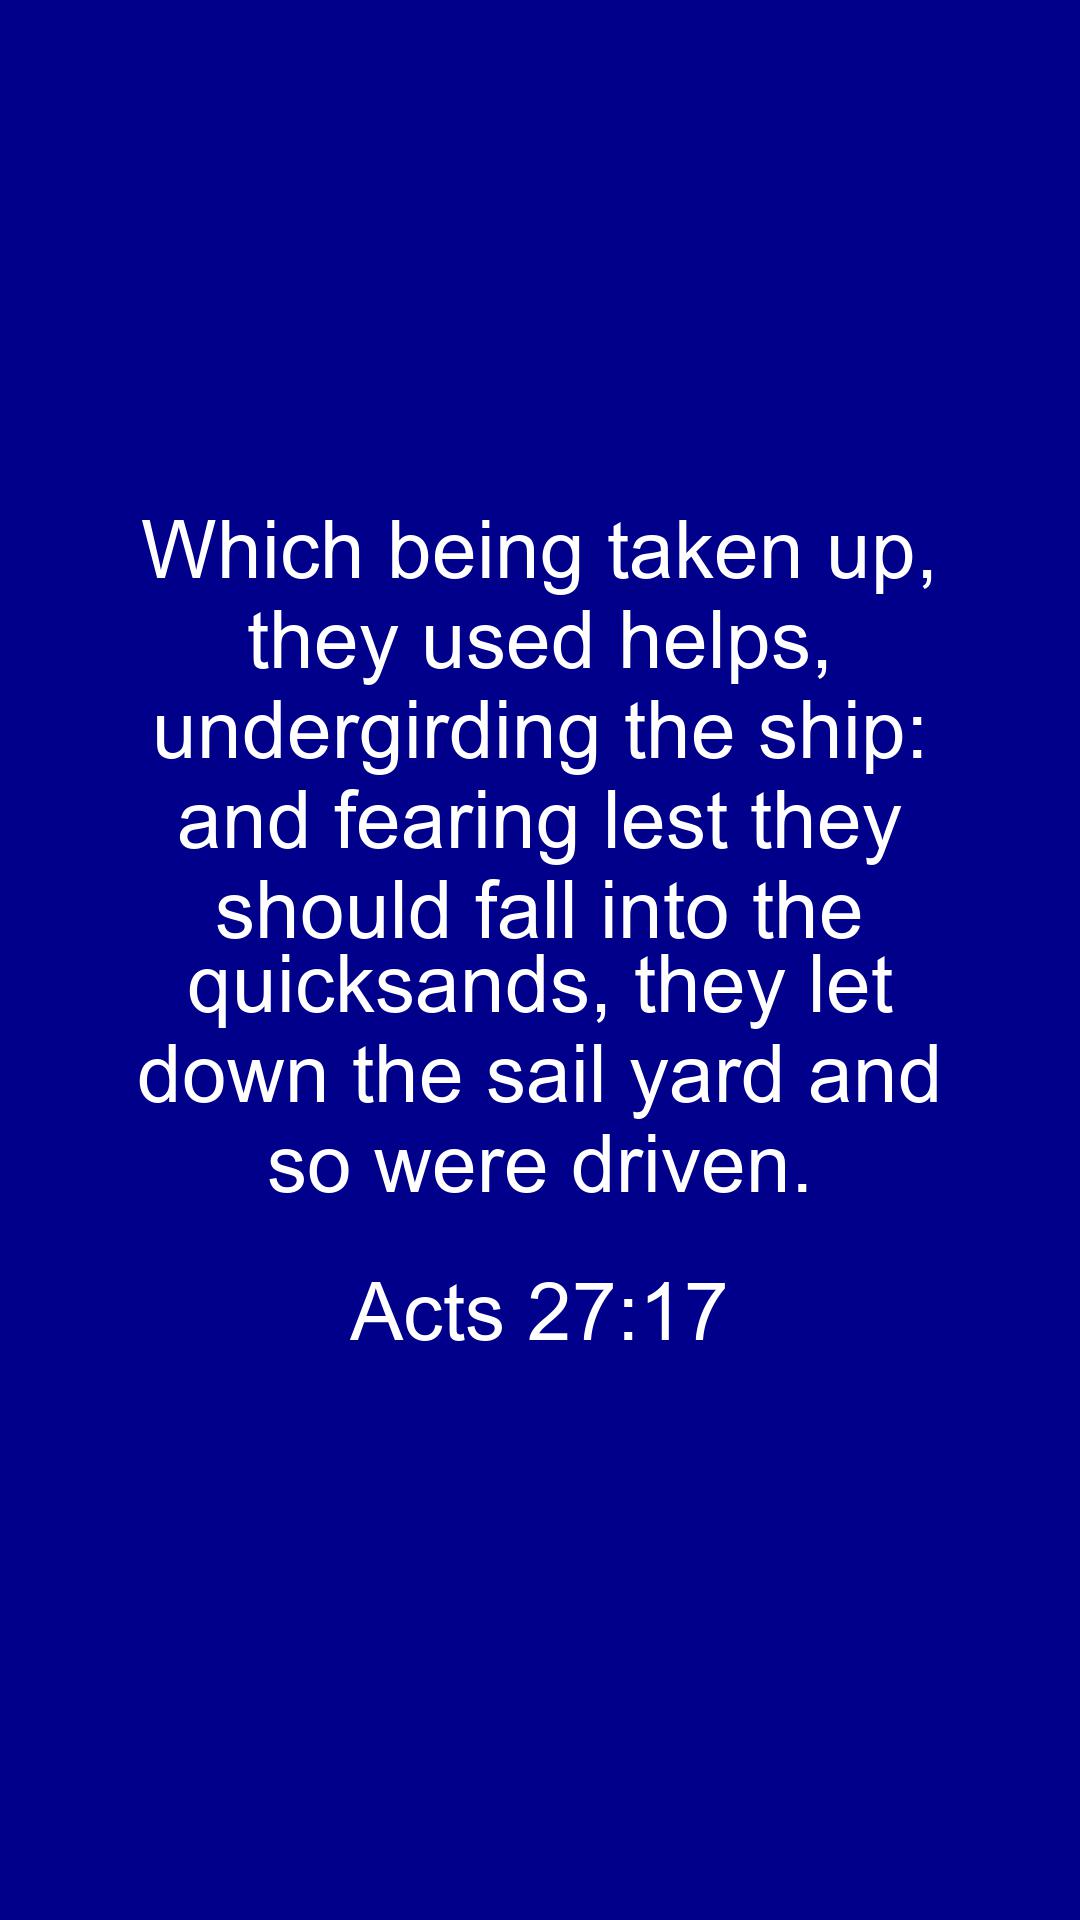 Which being taken up,
they used helps,
undergirding the ship:
and fearing lest they
should fall into the
quicksands, they let
down the sail yard and
so were driven.
Acts 27:17